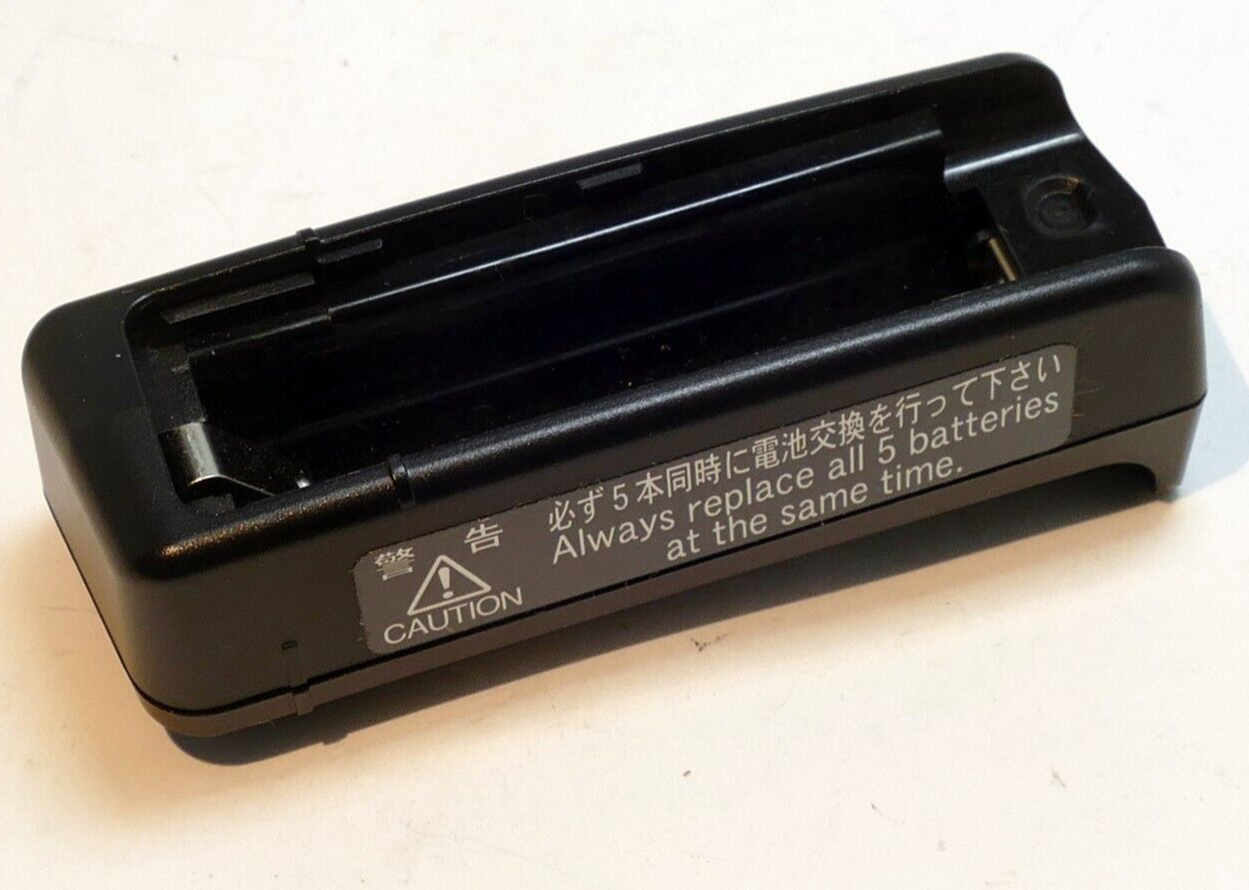 警告
CAUTION
必ず5本同時に電池交換を行って下さい
Always replace all 5 batteries
at the same time.